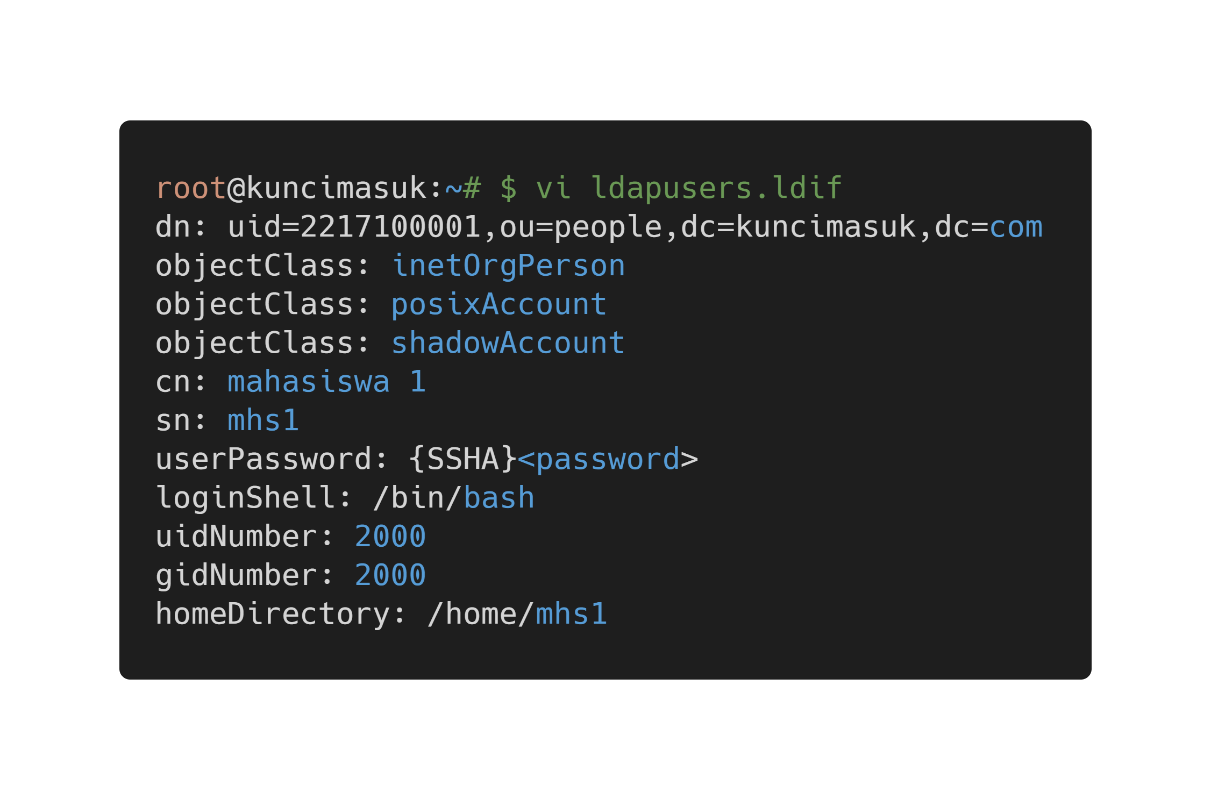 root@kuncimasuk:~# $ vi ldapusers.ldif
dn: uid=2217100001,ou=people,dc=kuncimasuk,dc=com
objectClass: inetOrgPerson
objectClass: posixAccount
objectClass: shadowAccount
cn: mahasiswa 1
sn: mhs1
userPassword: {SSHA}<password>
loginShell: /bin/bash
uidNumber: 2000
gidNumber: 2000
homeDirectory: /home/mhs1